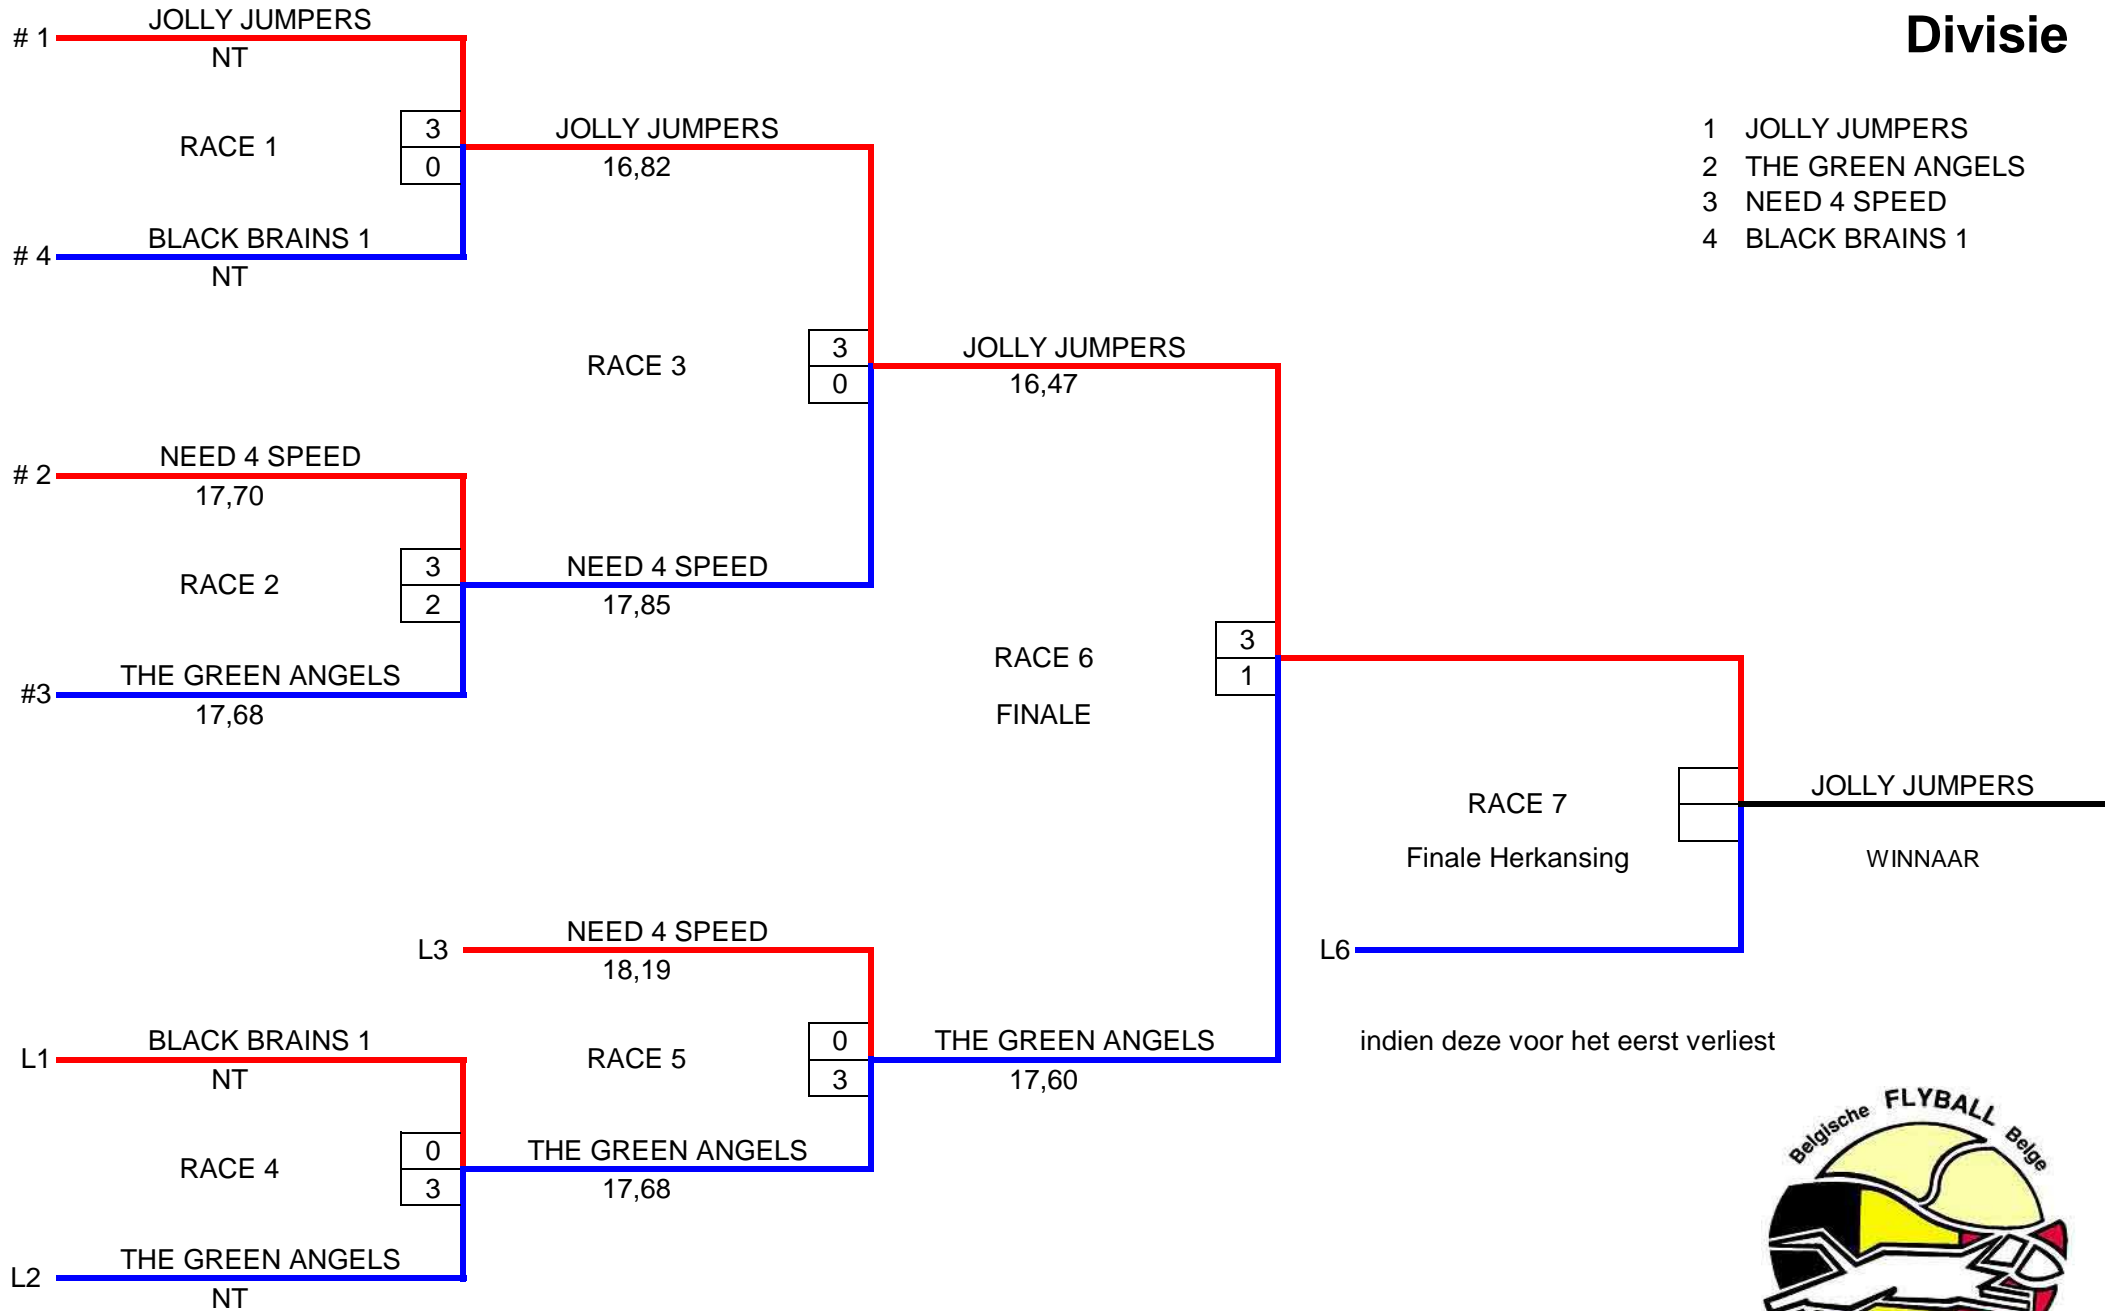 JOLLY JUMPERS
# 1
NT
Divisie
RACE 1
3
0
JOLLY JUMPERS
16,82
1 JOLLY JUMPERS
2 THE GREEN ANGELS
3 NEED 4 SPEED
4 BLACK BRAINS 1
BLACK BRAINS 1
# 4
NT
RACE 3
3
0
JOLLY JUMPERS
16,47
NEED 4 SPEED
# 2
17,70
RACE 2
3
2
NEED 4 SPEED
17,85
THE GREEN ANGELS
#3
17,68
RACE 6
FINALE
3
1
RACE 7
Finale Herkansing
JOLLY JUMPERS
WINNAAR
NEED 4 SPEED
L3
18,19
L6
BLACK BRAINS 1
L1
NT
RACE 5
0
3
THE GREEN ANGELS
17,60
indien deze voor het eerst verliest
RACE 4
0
3
THE GREEN ANGELS
17,68
THE GREEN ANGELS
L2
NT
Belgische FLYBALL Belge